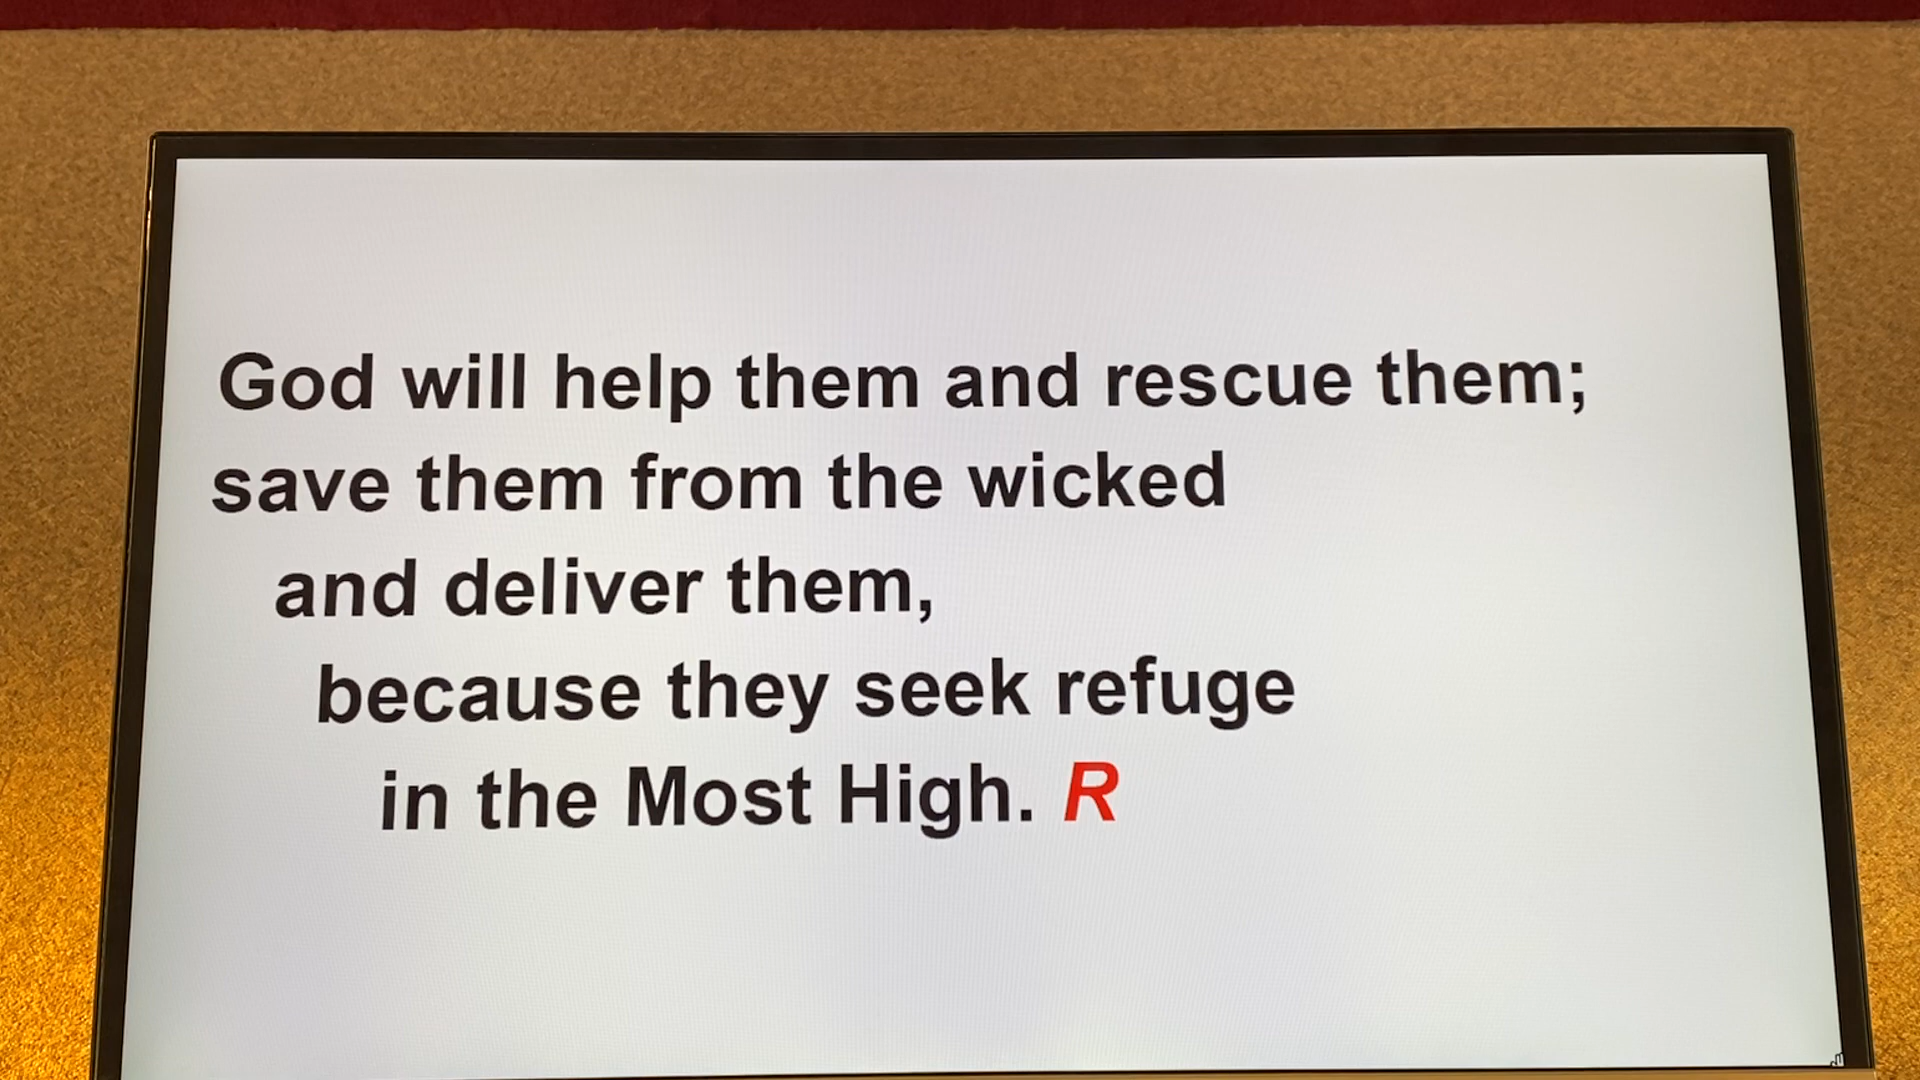 God will help them and rescue them;
save them from the wicked
and deliver them,
because they seek refuge
in the Most High. R